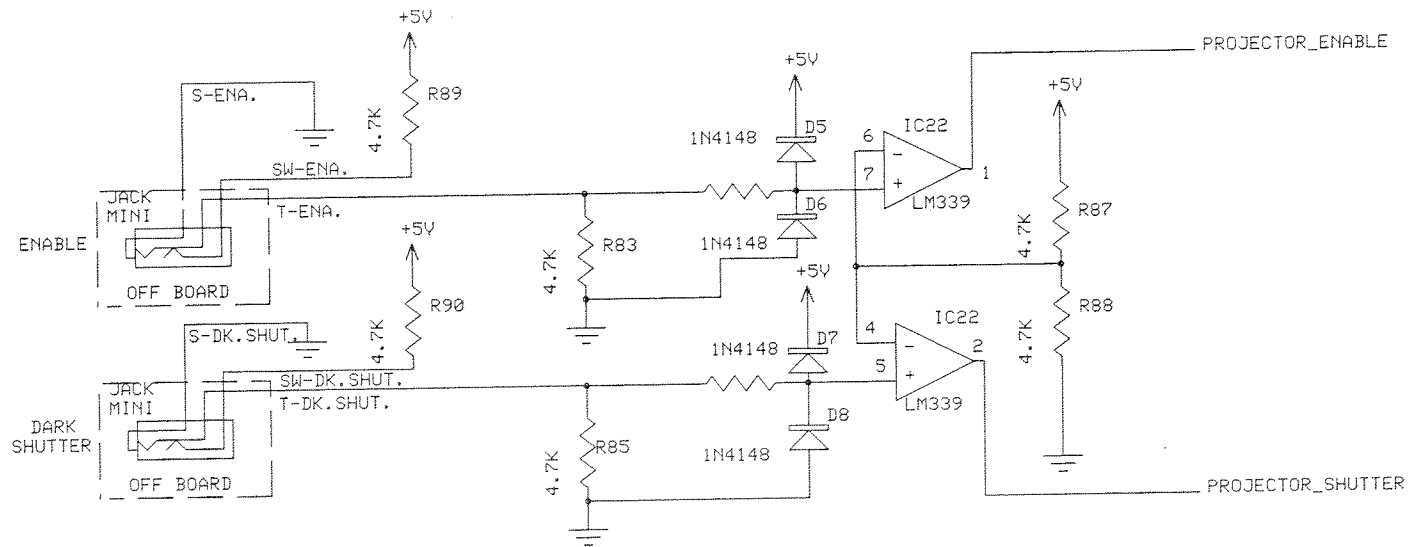 +5V
PROJECTOR_ENABLE
S-ENA.
R89
4.7K
+5V
+5V
D5
1N4148
6
IC22
-
7
+
1
LM339
SW-ENA.
JACK
MINI
T-ENA.
ENABLE
OFF BOARD
R83
4.7K
D6
1N4148
R87
4.7K
+5V
R90
4.7K
+5V
R88
4.7K
S-DK.SHUT.
D7
1N4148
4
IC22
-
5
+
2
LM339
SW-DK.SHUT.
T-DK.SHUT.
JACK
MINI
DARK
SHUTTER
OFF BOARD
R85
4.7K
D8
1N4148
PROJECTOR_SHUTTER